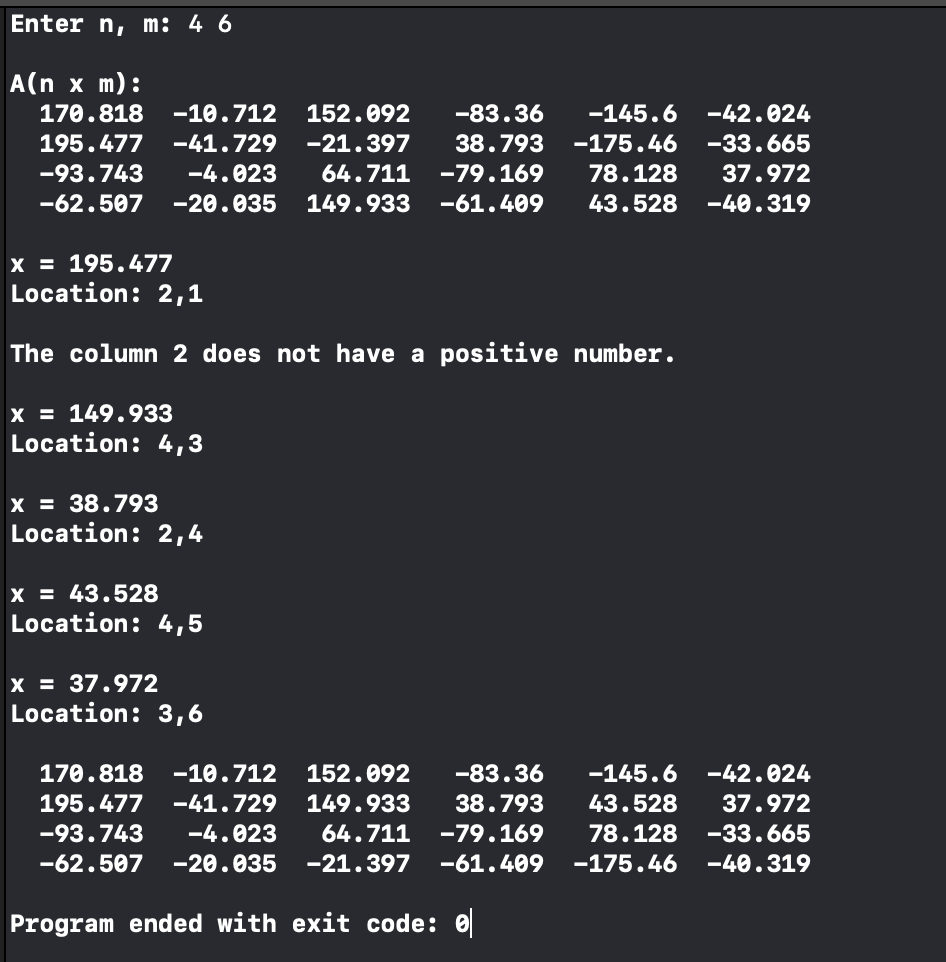 Enter n, m: 4 6
A(n x m):
170.818 -10.712 152.092 -83.36 -145.6 -42.024
195.477 -41.729 -21.397 38.793 -175.46 -33.665
-93.743 -4.023 64.711 -79.169 78.128 37.972
-62.507 -20.035 149.933 -61.409 43.528 -40.319
x = 195.477
Location: 2,1
The column 2 does not have a positive number.
x = 149.933
Location: 4,3
x = 38.793
Location: 2,4
x = 43.528
Location: 4,5
x = 37.972
Location: 3,6
170.818 -10.712 152.092 -83.36 -145.6 -42.024
195.477 -41.729 149.933 38.793 43.528 37.972
-93.743 -4.023 64.711 -79.169 78.128 -33.665
-62.507 -20.035 -21.397 -61.409 -175.46 -40.319
Program ended with exit code: 0